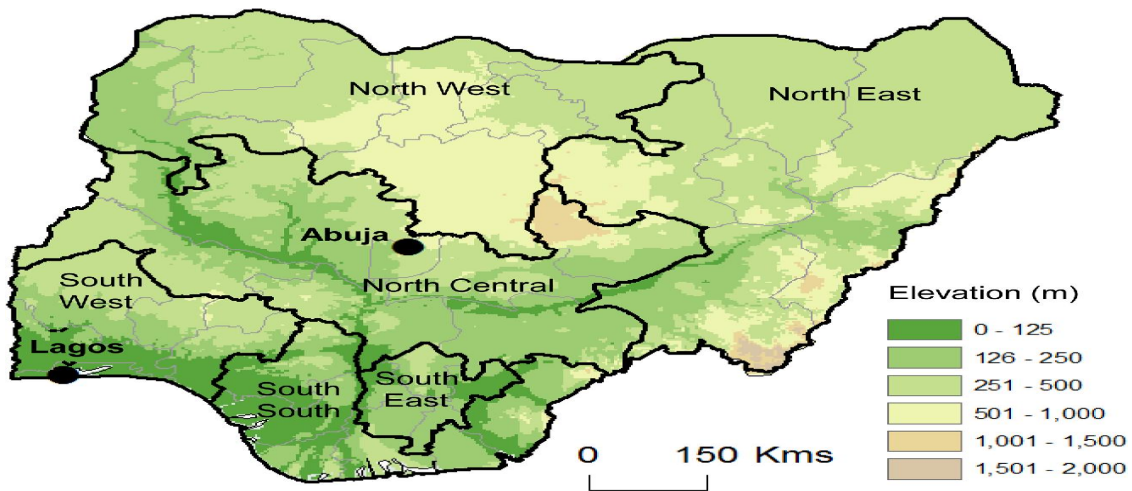 North West
North East
Abuja
South
West
North Central
Lagos
South
South
South
East
Elevation (m)
0 - 125
126 - 250
251 - 500
501 - 1,000
1,001 - 1,500
1,501 - 2,000
0 150 Kms